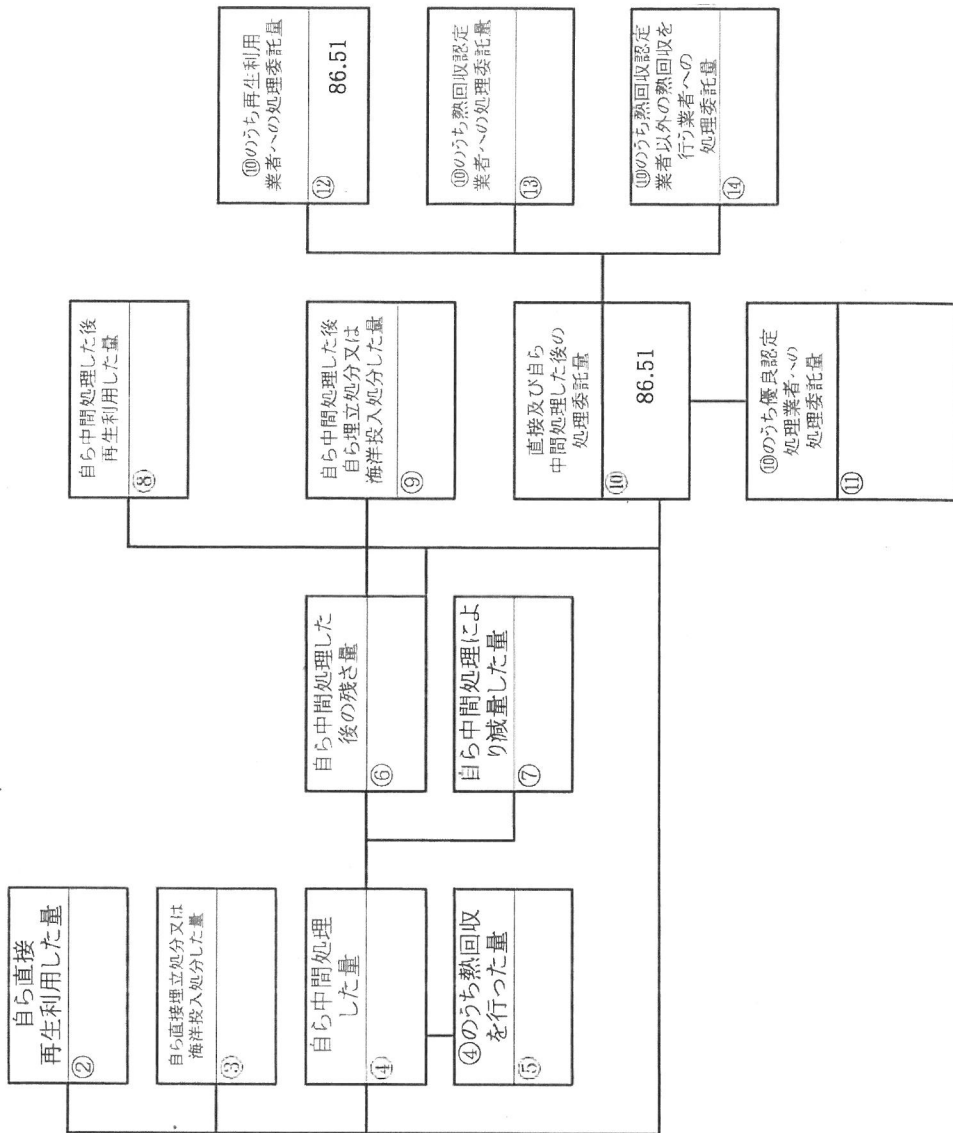 自ら直接
再生利用した量
②
自ら直接埋立処分又は
海洋投入処分した量
③
自ら中間処理
した量
④
④のうち熱回収
を行った量
⑤
自ら中間処理した
後の残さ量
⑥
自ら中間処理によ
り減量した量
⑦
自ら中間処理した後
再生利用した量
⑧
自ら中間処理した後
自ら埋立処分又は
海洋投入処分した量
⑨
直接及び自ら
中間処理した後の
処理委託量
⑩
86.51
⑩のうち優良認定
処理業者への
処理委託量
⑪
⑩のうち再生利用
業者への処理委託量
⑫
86.51
⑩のうち熱回収認定
業者への処理委託量
⑬
⑩のうち熱回収認定
業者以外の熱回収を
行う業者への
処理委託量
⑭